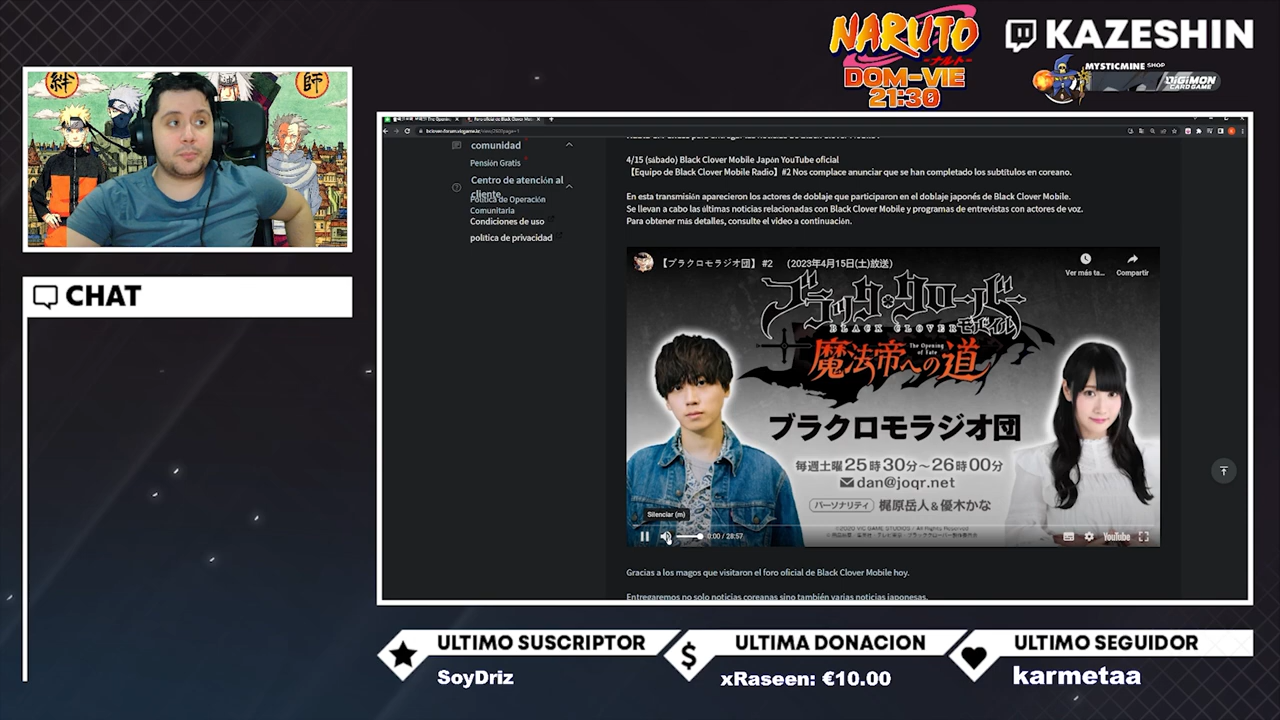 NARUTO
-ナルト-
DOM-VIE
21:30
KAZESHIN
MYSTICMINE SHOP
DIGIMON
CARD GAME
絆
師
CHAT
comunidad
Pensión Gratis
Centro de atención al
cliente
Política de Operación
Comunitaria
Condiciones de uso
política de privacidad
4/15 (sábado) Black Clover Mobile Japón YouTube oficial
【Equipo de Black Clover Mobile Radio】#2 Nos complace anunciar que se han completado los subtítulos en coreano.
En esta transmisión aparecieron los actores de doblaje que participaron en el doblaje japonés de Black Clover Mobile.
Se llevan a cabo las últimas noticias relacionadas con Black Clover Mobile y programas de entrevistas con actores de voz.
Para obtener más detalles, consulte el video a continuación.
【ブラクロモラジオ団】 #2 （2023年4月15日(土)放送）
Ver más ta...
Compartir
ブラック・クローバー
BLACK CLOVER モバイル
The Opening
of Fate
魔法帝への道
ブラクロモラジオ団
毎週土曜25時30分～26時00分
dan@joqr.net
パーソナリティ 梶原岳人＆優木かな
Silenciar (m)
0:00 / 28:57
YouTube
Gracias a los magos que visitaron el foro oficial de Black Clover Mobile hoy.
Entregaremos no solo noticias coreanas sino también varias noticias japonesas.
ULTIMO SUSCRIPTOR
SoyDriz
ULTIMA DONACION
xRaseen: €10.00
ULTIMO SEGUIDOR
karmetaa